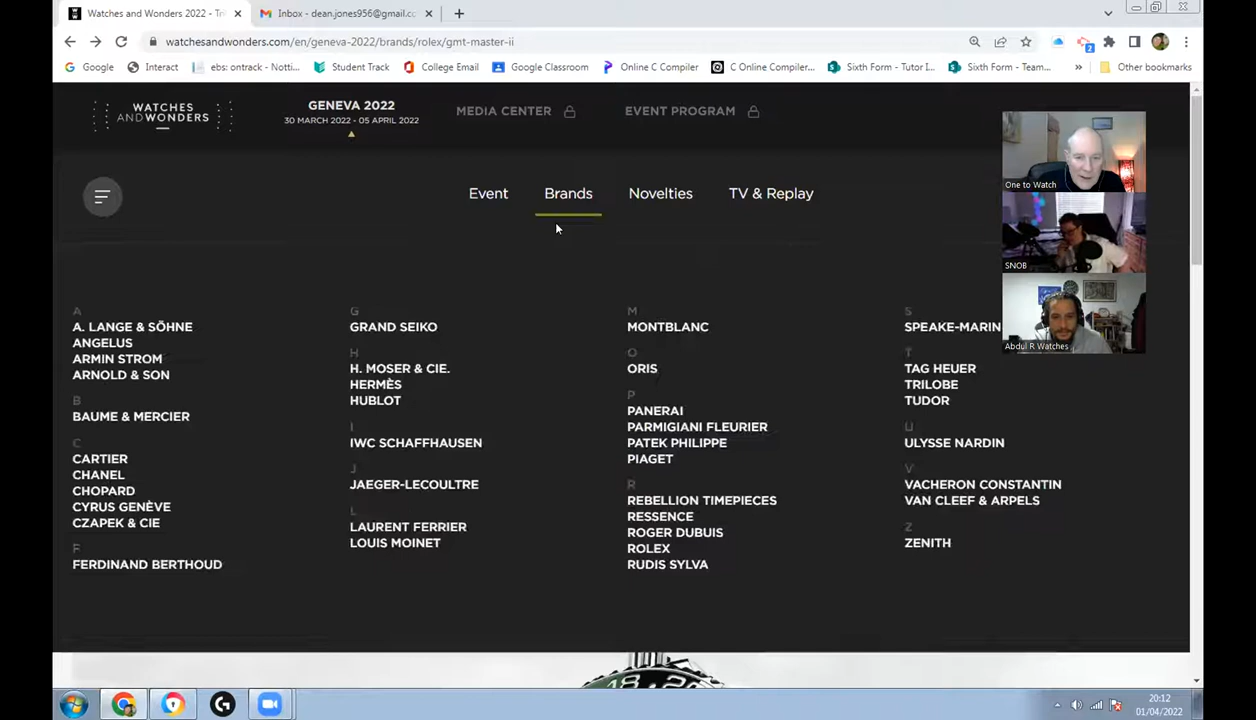 Watches and Wonders 2022 - Tr
Inbox - dean.jones956@gmail.co
watchesandwonders.com/en/geneva-2022/brands/rolex/gmt-master-ii
Google
Interact
ebs: ontrack - Notti...
Student Track
College Email
Google Classroom
Online C Compiler
C Online Compiler...
Sixth Form - Tutor I...
Sixth Form - Team...
Other bookmarks
WATCHES
AND WONDERS
GENEVA 2022
30 MARCH 2022 - 05 APRIL 2022
MEDIA CENTER
EVENT PROGRAM
Event
Brands
Novelties
TV & Replay
One to Watch
SNOB
Abdul R Watches
A
A. LANGE & SÖHNE
ANGELUS
ARMIN STROM
ARNOLD & SON
B
BAUME & MERCIER
C
CARTIER
CHANEL
CHOPARD
CYRUS GENÈVE
CZAPEK & CIE
F
FERDINAND BERTHOUD
G
GRAND SEIKO
H
H. MOSER & CIE.
HERMÈS
HUBLOT
I
IWC SCHAFFHAUSEN
J
JAEGER-LECOULTRE
L
LAURENT FERRIER
LOUIS MOINET
M
MONTBLANC
O
ORIS
P
PANERAI
PARMIGIANI FLEURIER
PATEK PHILIPPE
PIAGET
R
REBELLION TIMEPIECES
RESSENCE
ROGER DUBUIS
ROLEX
RUDIS SYLVA
S
SPEAKE-MARIN
T
TAG HEUER
TRILOBE
TUDOR
U
ULYSSE NARDIN
V
VACHERON CONSTANTIN
VAN CLEEF & ARPELS
Z
ZENITH
18 20
20:12
01/04/2022